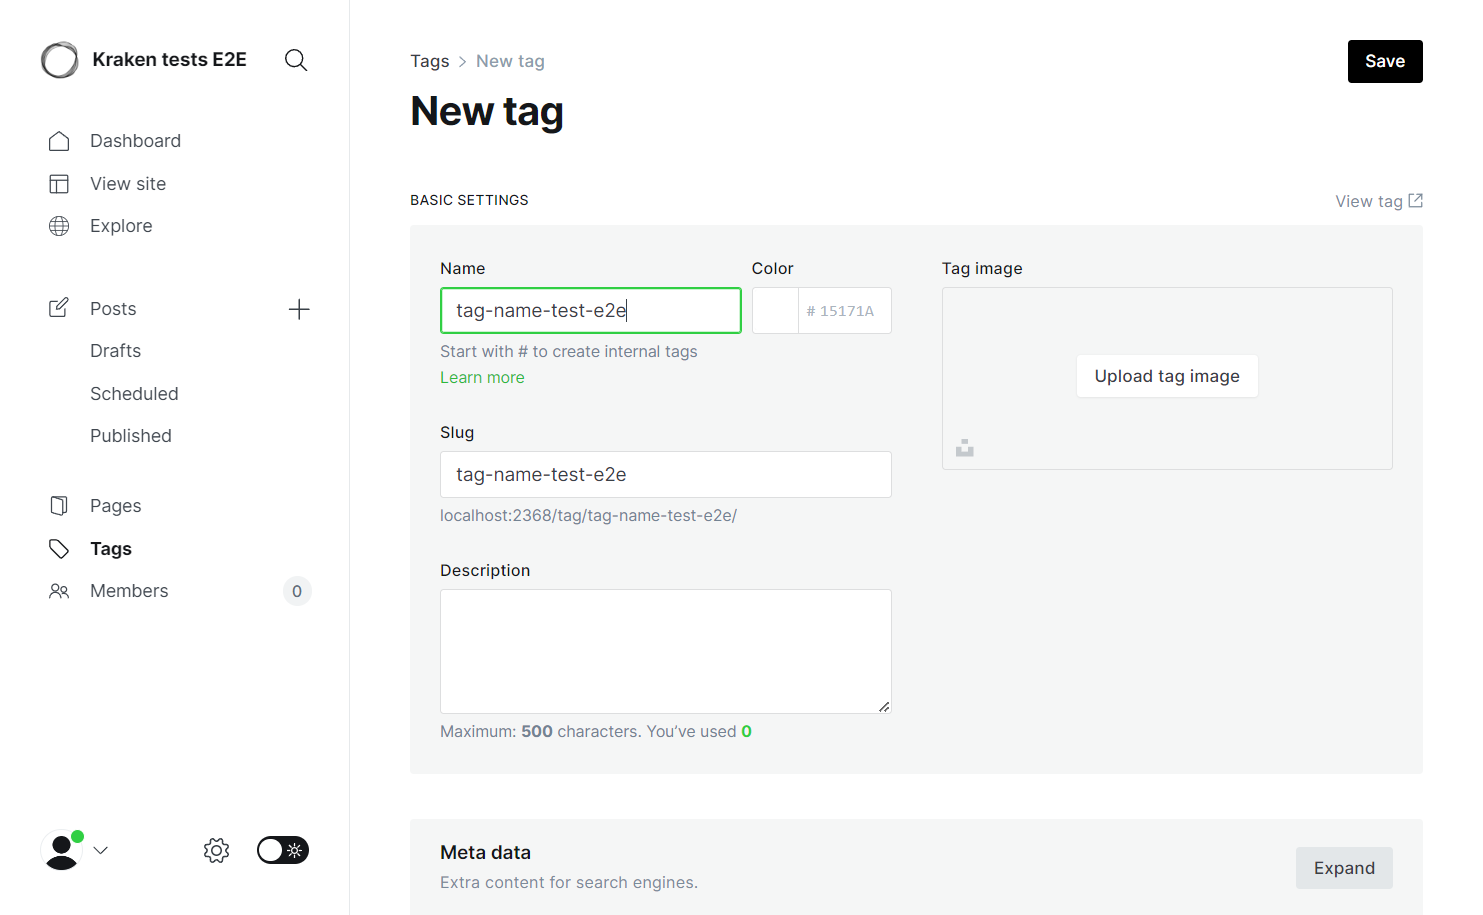 Kraken tests E2E
Dashboard
View site
Explore
Posts
Drafts
Scheduled
Published
Pages
Tags
Members 0
Tags > New tag
Save
New tag
BASIC SETTINGS
View tag
Name
tag-name-test-e2e
Start with # to create internal tags
Learn more
Color
# 15171A
Slug
tag-name-test-e2e
localhost:2368/tag/tag-name-test-e2e/
Description
Maximum: 500 characters. You’ve used 0
Tag image
Upload tag image
Meta data
Extra content for search engines.
Expand